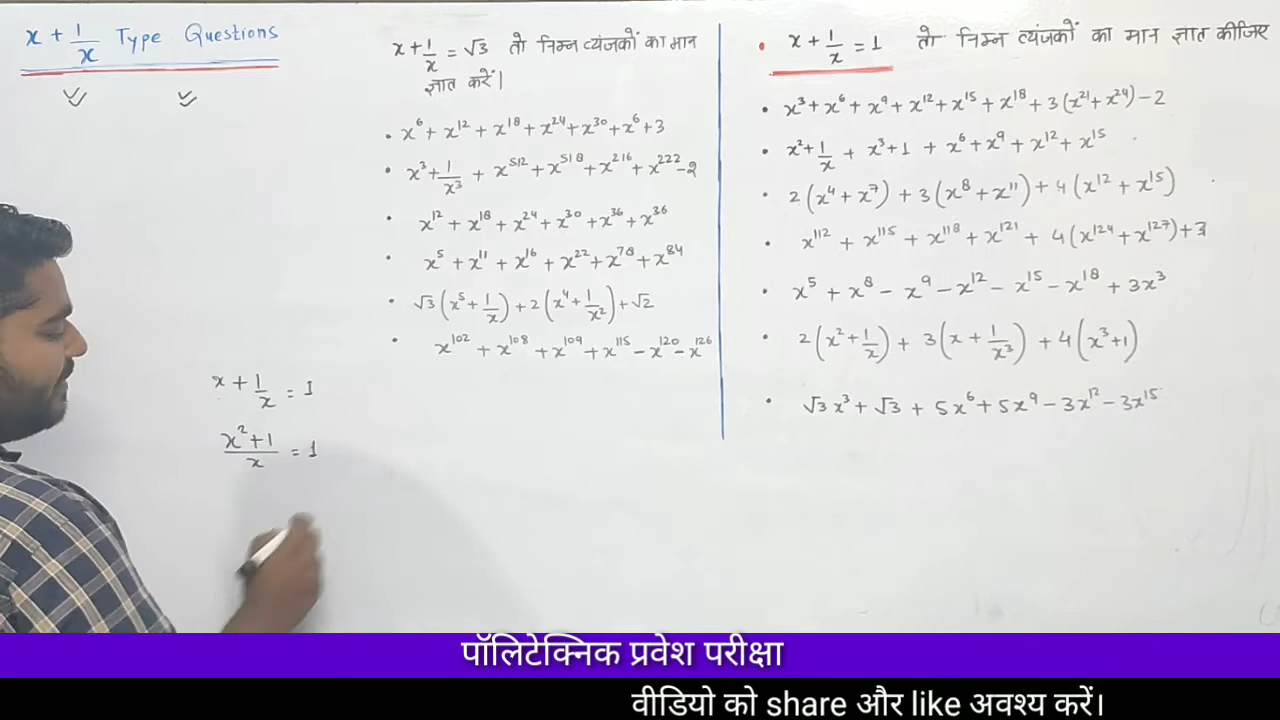 x + 1/x Type Questions
x + 1/x = √3 तो निम्न व्यंजकों का मान
ज्ञात करें।
• x⁶ + x¹² + x¹⁸ + x²⁴ + x³⁰ + x⁶ + 3
• x³ + 1/x³ + x⁵¹² + x⁵¹⁸ + x²¹⁶ + x²²² - 2
• x¹² + x¹⁸ + x²⁴ + x³⁰ + x³⁶ + x³⁶
• x⁵ + x¹¹ + x¹⁶ + x²² + x⁷⁸ + x⁸⁴
• √3(x⁵ + 1/x) + 2(x⁴ + 1/x²) + √2
• x¹⁰² + x¹⁰⁸ + x¹⁰⁹ + x¹¹⁵ - x¹²⁰ - x¹²⁶
• x + 1/x = 1 तो निम्न व्यंजकों का मान ज्ञात कीजिए
• x³ + x⁶ + x⁹ + x¹² + x¹⁵ + x¹⁸ + 3(x²¹ + x²⁴) - 2
• x² + 1/x + x³ + 1 + x⁶ + x⁹ + x¹² + x¹⁵
• 2(x⁴ + x⁷) + 3(x⁸ + x¹¹) + 4(x¹² + x¹⁵)
• x¹¹² + x¹¹⁵ + x¹¹⁸ + x¹²¹ + 4(x¹²⁴ + x¹²⁷) + 3
• x⁵ + x⁸ - x⁹ - x¹² - x¹⁵ - x¹⁸ + 3x³
• 2(x² + 1/x) + 3(x + 1/x³) + 4(x³ + 1)
• √3x³ + √3 + 5x⁶ + 5x⁹ - 3x¹² - 3x¹⁵
x + 1/x = 1
(x² + 1)/x = 1
पॉलिटेक्निक प्रवेश परीक्षा
वीडियो को share और like अवश्य करें।